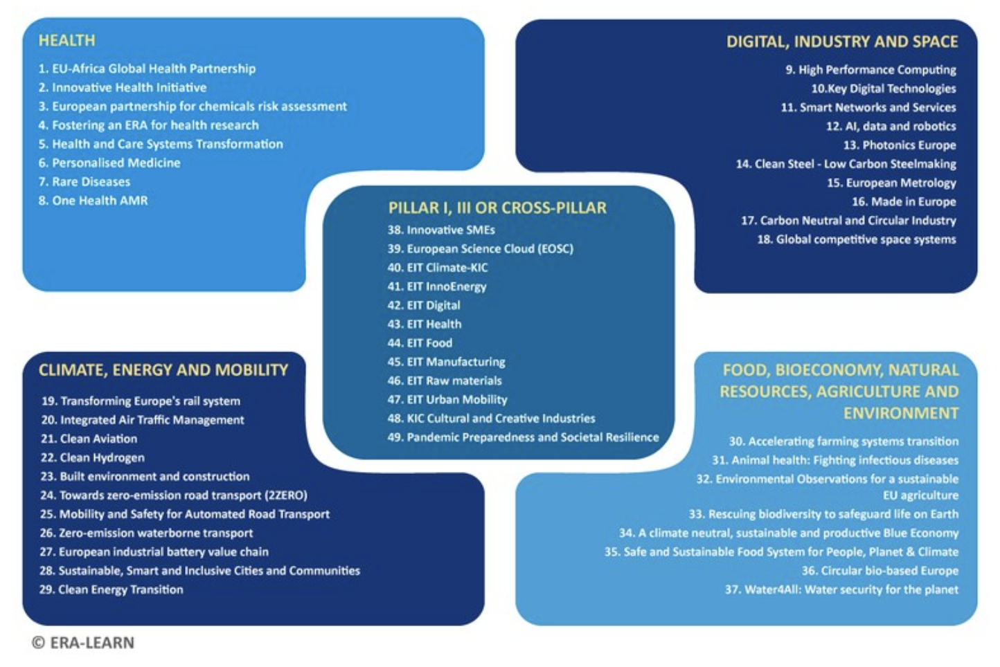 HEALTH
1. EU-Africa Global Health Partnership
2. Innovative Health Initiative
3. European partnership for chemicals risk assessment
4. Fostering an ERA for health research
5. Health and Care Systems Transformation
6. Personalised Medicine
7. Rare Diseases
8. One Health AMR
DIGITAL, INDUSTRY AND SPACE
9. High Performance Computing
10.Key Digital Technologies
11. Smart Networks and Services
12. AI, data and robotics
13. Photonics Europe
14. Clean Steel - Low Carbon Steelmaking
15. European Metrology
16. Made in Europe
17. Carbon Neutral and Circular Industry
18. Global competitive space systems
PILLAR I, III OR CROSS-PILLAR
38. Innovative SMEs
39. European Science Cloud (EOSC)
40. EIT Climate-KIC
41. EIT InnoEnergy
42. EIT Digital
43. EIT Health
44. EIT Food
45. EIT Manufacturing
46. EIT Raw materials
47. EIT Urban Mobility
48. KIC Cultural and Creative Industries
49. Pandemic Preparedness and Societal Resilience
CLIMATE, ENERGY AND MOBILITY
19. Transforming Europe's rail system
20. Integrated Air Traffic Management
21. Clean Aviation
22. Clean Hydrogen
23. Built environment and construction
24. Towards zero-emission road transport (2ZERO)
25. Mobility and Safety for Automated Road Transport
26. Zero-emission waterborne transport
27. European industrial battery value chain
28. Sustainable, Smart and Inclusive Cities and Communities
29. Clean Energy Transition
FOOD, BIOECONOMY, NATURAL
RESOURCES, AGRICULTURE AND
ENVIRONMENT
30. Accelerating farming systems transition
31. Animal health: Fighting infectious diseases
32. Environmental Observations for a sustainable
EU agriculture
33. Rescuing biodiversity to safeguard life on Earth
34. A climate neutral, sustainable and productive Blue Economy
35. Safe and Sustainable Food System for People, Planet & Climate
36. Circular bio-based Europe
37. Water4All: Water security for the planet
© ERA-LEARN